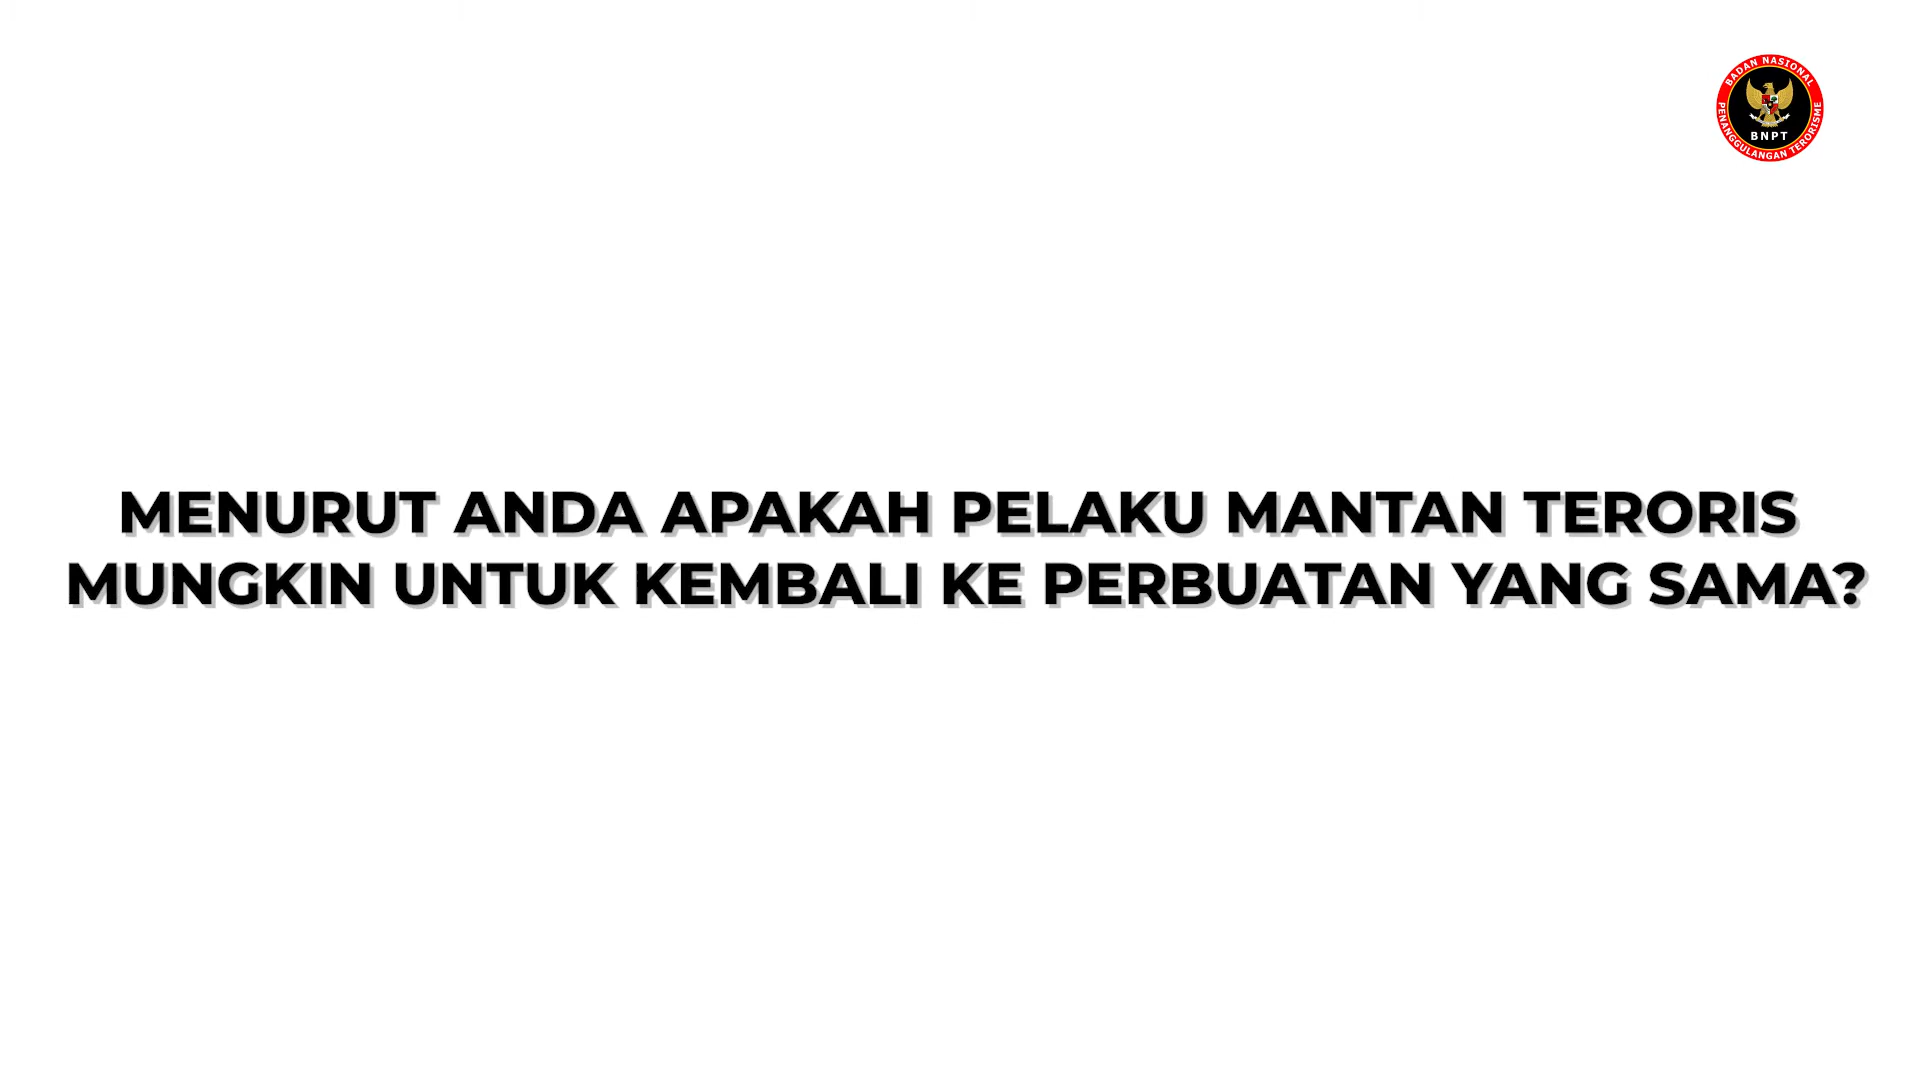 BADAN NASIONAL
PENANGGULANGAN TERORISME
BNPT
MENURUT ANDA APAKAH PELAKU MANTAN TERORIS
MUNGKIN UNTUK KEMBALI KE PERBUATAN YANG SAMA?